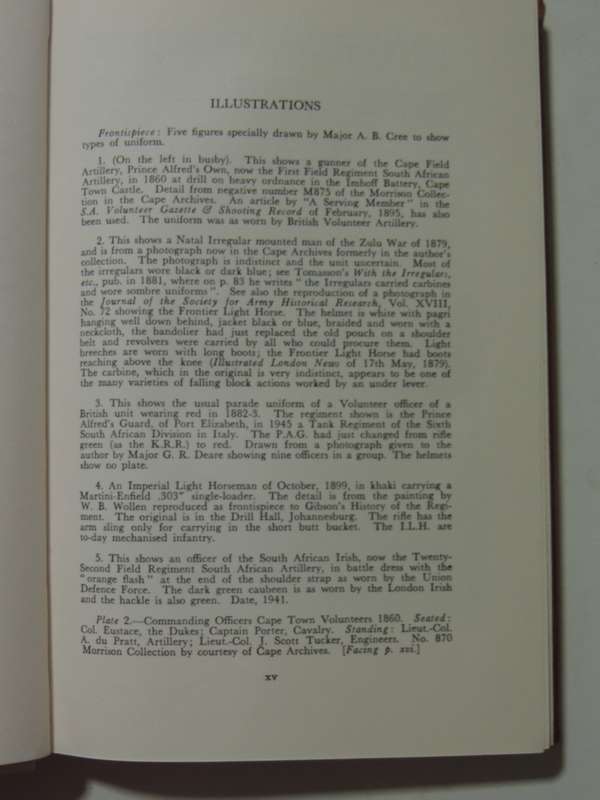 ILLUSTRATIONS
Frontispiece: Five figures specially drawn by Major A. B. Cree to show
types of uniform.
1. (On the left in busby). This shows a gunner of the Cape Field
Artillery, Prince Alfred's Own, now the First Field Regiment South African
Artillery, in 1860 at drill on heavy ordnance in the Imhoff Battery, Cape
Town Castle. Detail from negative number M875 of the Morrison Collec-
tion in the Cape Archives. An article by "A Serving Member" in the
S.A. Volunteer Gazette & Shooting Record of February, 1895, has also
been used. The uniform was as worn by British Volunteer Artillery.
2. This shows a Natal Irregular mounted man of the Zulu War of 1879,
and is from a photograph now in the Cape Archives formerly in the author's
collection. The photograph is indistinct and the unit uncertain. Most of
the irregulars wore black or dark blue; see Tomasson's With the Irregulars,
etc., pub. in 1881, where on p. 83 he writes "the Irregulars carried carbines
and wore sombre uniforms". See also the reproduction of a photograph in
the Journal of the Society for Army Historical Research, Vol. XVIII,
No. 72 showing the Frontier Light Horse. The helmet is white with pagri
hanging well down behind, jacket black or blue, braided and worn with a
neckcloth, the bandolier had just replaced the old pouch on a shoulder
belt and revolvers were carried by all who could procure them. Light
breeches are worn with long boots; the Frontier Light Horse had boots
reaching above the knee (Illustrated London News of 17th May, 1879).
The carbine, which in the original is very indistinct, appears to be one of
the many varieties of falling block actions worked by an under lever.
3. This shows the usual parade uniform of a Volunteer officer of a
British unit wearing red in 1882-3. The regiment shown is the Prince
Alfred's Guard, of Port Elizabeth, in 1945 a Tank Regiment of the Sixth
South African Division in Italy. The P.A.G. had just changed from rifle
green (as the K.R.R.) to red. Drawn from a photograph given to the
author by Major G. R. Deare showing nine officers in a group. The helmets
show no plate.
4. An Imperial Light Horseman of October, 1899, in khaki carrying a
Martini-Enfield .303" single-loader. The detail is from the painting by
W. B. Wollen reproduced as frontispiece to Gibson's History of the Regi-
ment. The original is in the Drill Hall, Johannesburg. The rifle has the
arm sling only for carrying in the short butt bucket. The I.L.H. are
to-day mechanised infantry.
5. This shows an officer of the South African Irish, now the Twenty-
Second Field Regiment South African Artillery, in battle dress with the
"orange flash" at the end of the shoulder strap as worn by the Union
Defence Force. The dark green caubeen is as worn by the London Irish
and the hackle is also green. Date, 1941.
Plate 2.—Commanding Officers Cape Town Volunteers 1860. Seated:
Col. Eustace, the Dukes; Captain Porter, Cavalry. Standing: Lieut.-Col.
A. du Pratt, Artillery; Lieut.-Col. J. Scott Tucker, Engineers. No. 870
Morrison Collection by courtesy of Cape Archives. [Facing p. xvi.]
xv